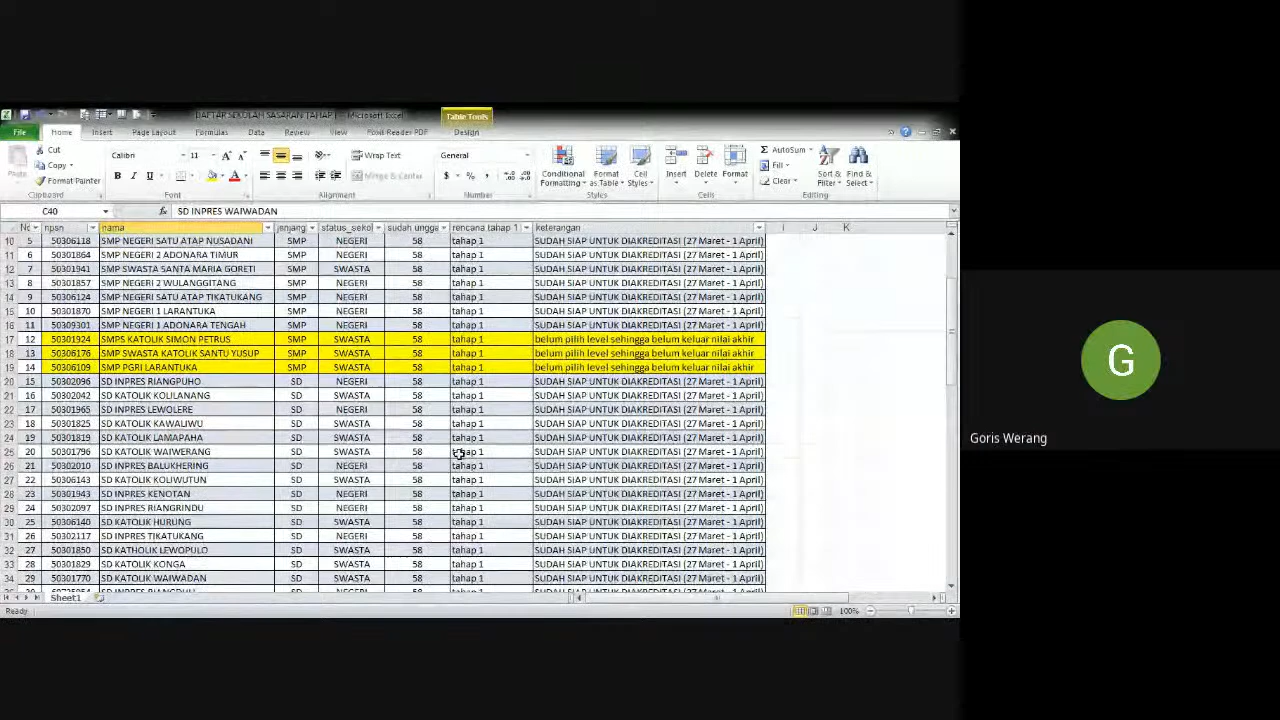 DAFTAR SEKOLAH SASARAN TAHAP I - Microsoft Excel
Table Tools
File Home Insert Page Layout Formulas Data Review View Foxit Reader PDF Design
Cut
Copy
Format Painter
Paste
Clipboard
Calibri 11
B I U
Font
Wrap Text
Merge & Center
Alignment
General
$ % ,
Number
Conditional Formatting
Format as Table
Cell Styles
Styles
Insert Delete Format
Cells
AutoSum
Fill
Clear
Sort & Filter
Find & Select
Editing
C40 fx SD INPRES WAIWADAN
No npsn nama jenjang status_sekol sudah ungga rencana tahap 1 keterangan I J K
10 5 50306118 SMP NEGERI SATU ATAP NUSADANI SMP NEGERI 58 tahap 1 SUDAH SIAP UNTUK DIAKREDITASI (27 Maret - 1 April)
11 6 50301864 SMP NEGERI 2 ADONARA TIMUR SMP NEGERI 58 tahap 1 SUDAH SIAP UNTUK DIAKREDITASI (27 Maret - 1 April)
12 7 50301941 SMP SWASTA SANTA MARIA GORETI SMP SWASTA 58 tahap 1 SUDAH SIAP UNTUK DIAKREDITASI (27 Maret - 1 April)
13 8 50301857 SMP NEGERI 2 WULANGGITANG SMP NEGERI 58 tahap 1 SUDAH SIAP UNTUK DIAKREDITASI (27 Maret - 1 April)
14 9 50306124 SMP NEGERI SATU ATAP TIKATUKANG SMP NEGERI 58 tahap 1 SUDAH SIAP UNTUK DIAKREDITASI (27 Maret - 1 April)
15 10 50301870 SMP NEGERI 1 LARANTUKA SMP NEGERI 58 tahap 1 SUDAH SIAP UNTUK DIAKREDITASI (27 Maret - 1 April)
16 11 50309301 SMP NEGERI 1 ADONARA TENGAH SMP NEGERI 58 tahap 1 SUDAH SIAP UNTUK DIAKREDITASI (27 Maret - 1 April)
17 12 50301924 SMPS KATOLIK SIMON PETRUS SMP SWASTA 58 tahap 1 belum pilih level sehingga belum keluar nilai akhir
18 13 50306176 SMP SWASTA KATOLIK SANTU YUSUP SMP SWASTA 58 tahap 1 belum pilih level sehingga belum keluar nilai akhir
19 14 50306109 SMP PGRI LARANTUKA SMP SWASTA 58 tahap 1 belum pilih level sehingga belum keluar nilai akhir
20 15 50302096 SD INPRES RIANGPUHO SD NEGERI 58 tahap 1 SUDAH SIAP UNTUK DIAKREDITASI (27 Maret - 1 April)
21 16 50302042 SD KATOLIK KOLILANANG SD SWASTA 58 tahap 1 SUDAH SIAP UNTUK DIAKREDITASI (27 Maret - 1 April)
22 17 50301965 SD INPRES LEWOLERE SD NEGERI 58 tahap 1 SUDAH SIAP UNTUK DIAKREDITASI (27 Maret - 1 April)
23 18 50301825 SD KATOLIK KAWALIWU SD SWASTA 58 tahap 1 SUDAH SIAP UNTUK DIAKREDITASI (27 Maret - 1 April)
24 19 50301819 SD KATOLIK LAMAPAHA SD SWASTA 58 tahap 1 SUDAH SIAP UNTUK DIAKREDITASI (27 Maret - 1 April)
25 20 50301796 SD KATOLIK WAIWERANG SD SWASTA 58 tahap 1 SUDAH SIAP UNTUK DIAKREDITASI (27 Maret - 1 April)
26 21 50302010 SD INPRES BALUKHERING SD NEGERI 58 tahap 1 SUDAH SIAP UNTUK DIAKREDITASI (27 Maret - 1 April)
27 22 50306143 SD KATOLIK KOLIWUTUN SD SWASTA 58 tahap 1 SUDAH SIAP UNTUK DIAKREDITASI (27 Maret - 1 April)
28 23 50301943 SD INPRES KENOTAN SD NEGERI 58 tahap 1 SUDAH SIAP UNTUK DIAKREDITASI (27 Maret - 1 April)
29 24 50302097 SD INPRES RIANGRINDU SD NEGERI 58 tahap 1 SUDAH SIAP UNTUK DIAKREDITASI (27 Maret - 1 April)
30 25 50306140 SD KATOLIK HURUNG SD SWASTA 58 tahap 1 SUDAH SIAP UNTUK DIAKREDITASI (27 Maret - 1 April)
31 26 50302117 SD INPRES TIKATUKANG SD NEGERI 58 tahap 1 SUDAH SIAP UNTUK DIAKREDITASI (27 Maret - 1 April)
32 27 50301850 SD KATHOLIK LEWOPULO SD SWASTA 58 tahap 1 SUDAH SIAP UNTUK DIAKREDITASI (27 Maret - 1 April)
33 28 50301840 SD KATOLIK KONGA SD SWASTA 58 tahap 1 SUDAH SIAP UNTUK DIAKREDITASI (27 Maret - 1 April)
34 29 50301770 SD KATOLIK WAIWADAN SD SWASTA 58 tahap 1 SUDAH SIAP UNTUK DIAKREDITASI (27 Maret - 1 April)
Sheet1
Ready 100%
G
Goris Werang